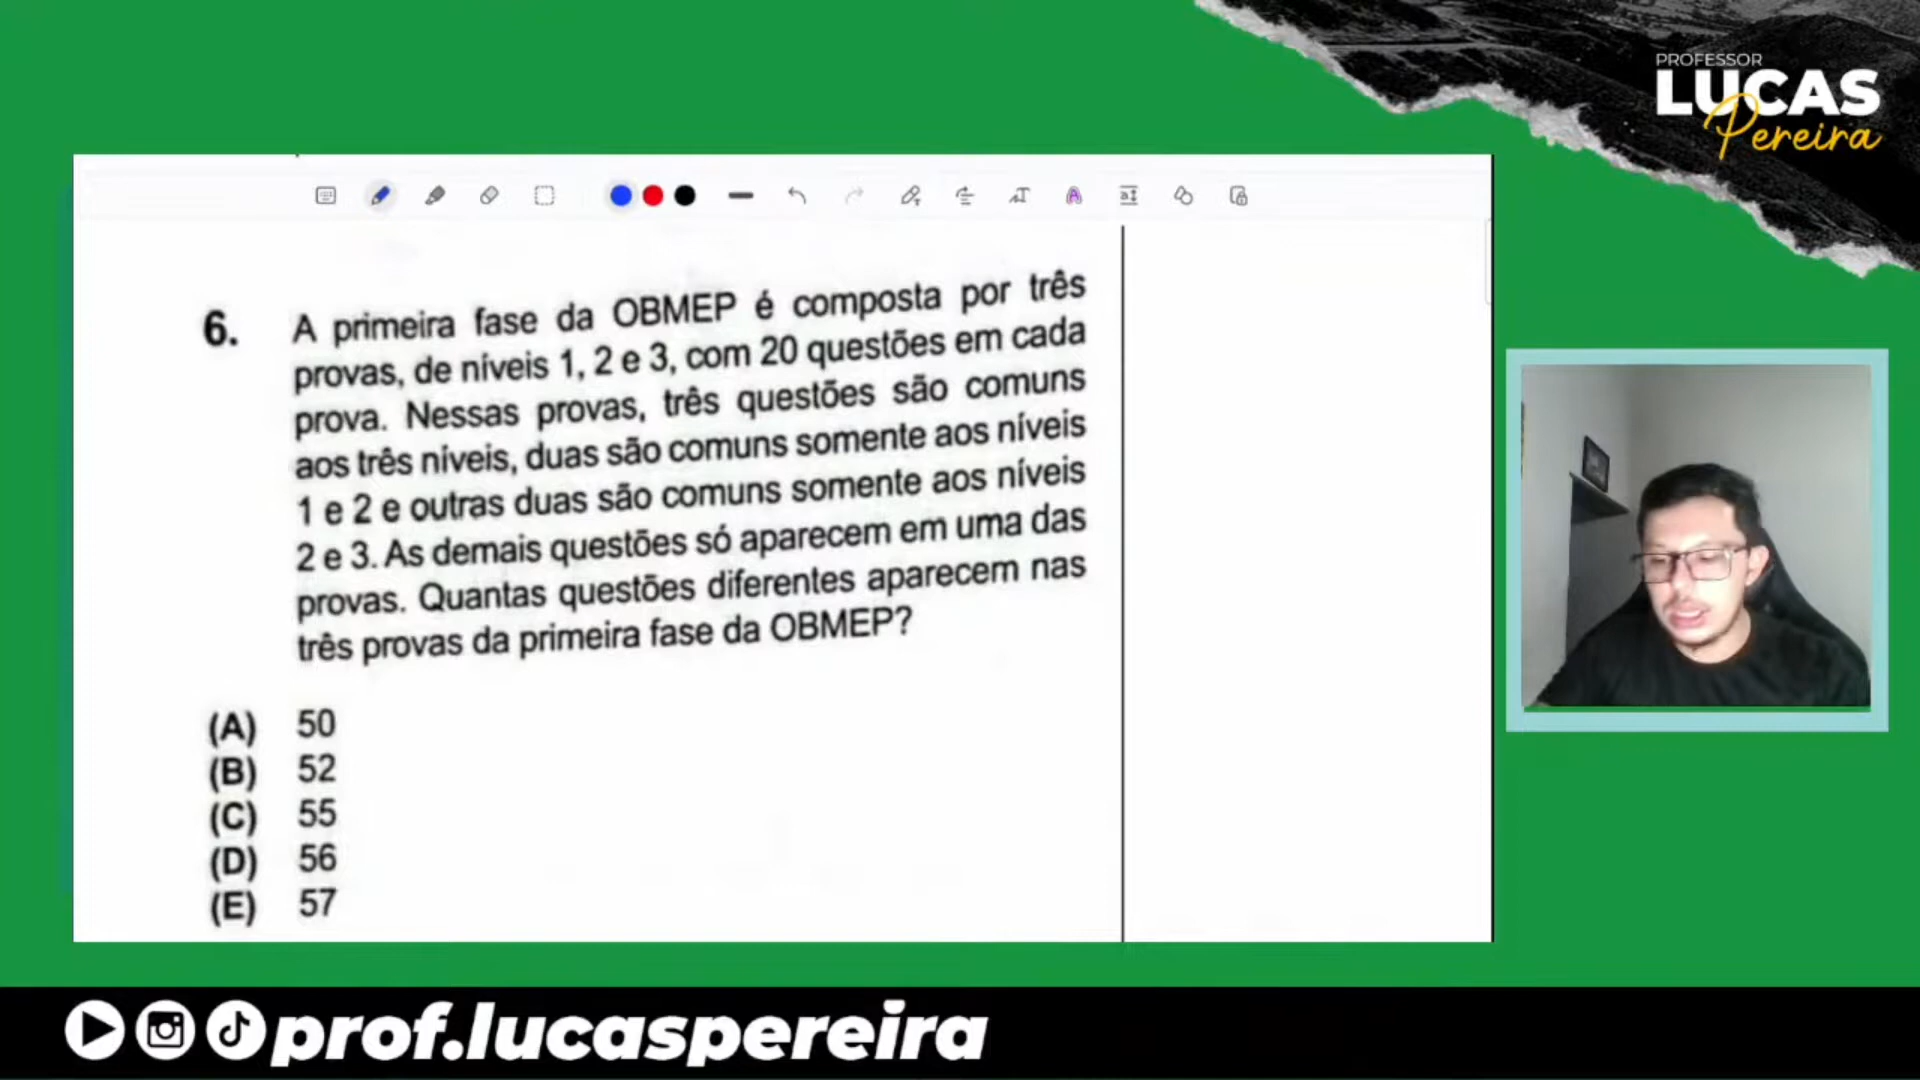 PROFESSOR
LUCAS
Pereira
6. A primeira fase da OBMEP é composta por três
provas, de níveis 1, 2 e 3, com 20 questões em cada
prova. Nessas provas, três questões são comuns
aos três níveis, duas são comuns somente aos níveis
1 e 2 e outras duas são comuns somente aos níveis
2 e 3. As demais questões só aparecem em uma das
provas. Quantas questões diferentes aparecem nas
três provas da primeira fase da OBMEP?
(A) 50
(B) 52
(C) 55
(D) 56
(E) 57
prof.lucaspereira